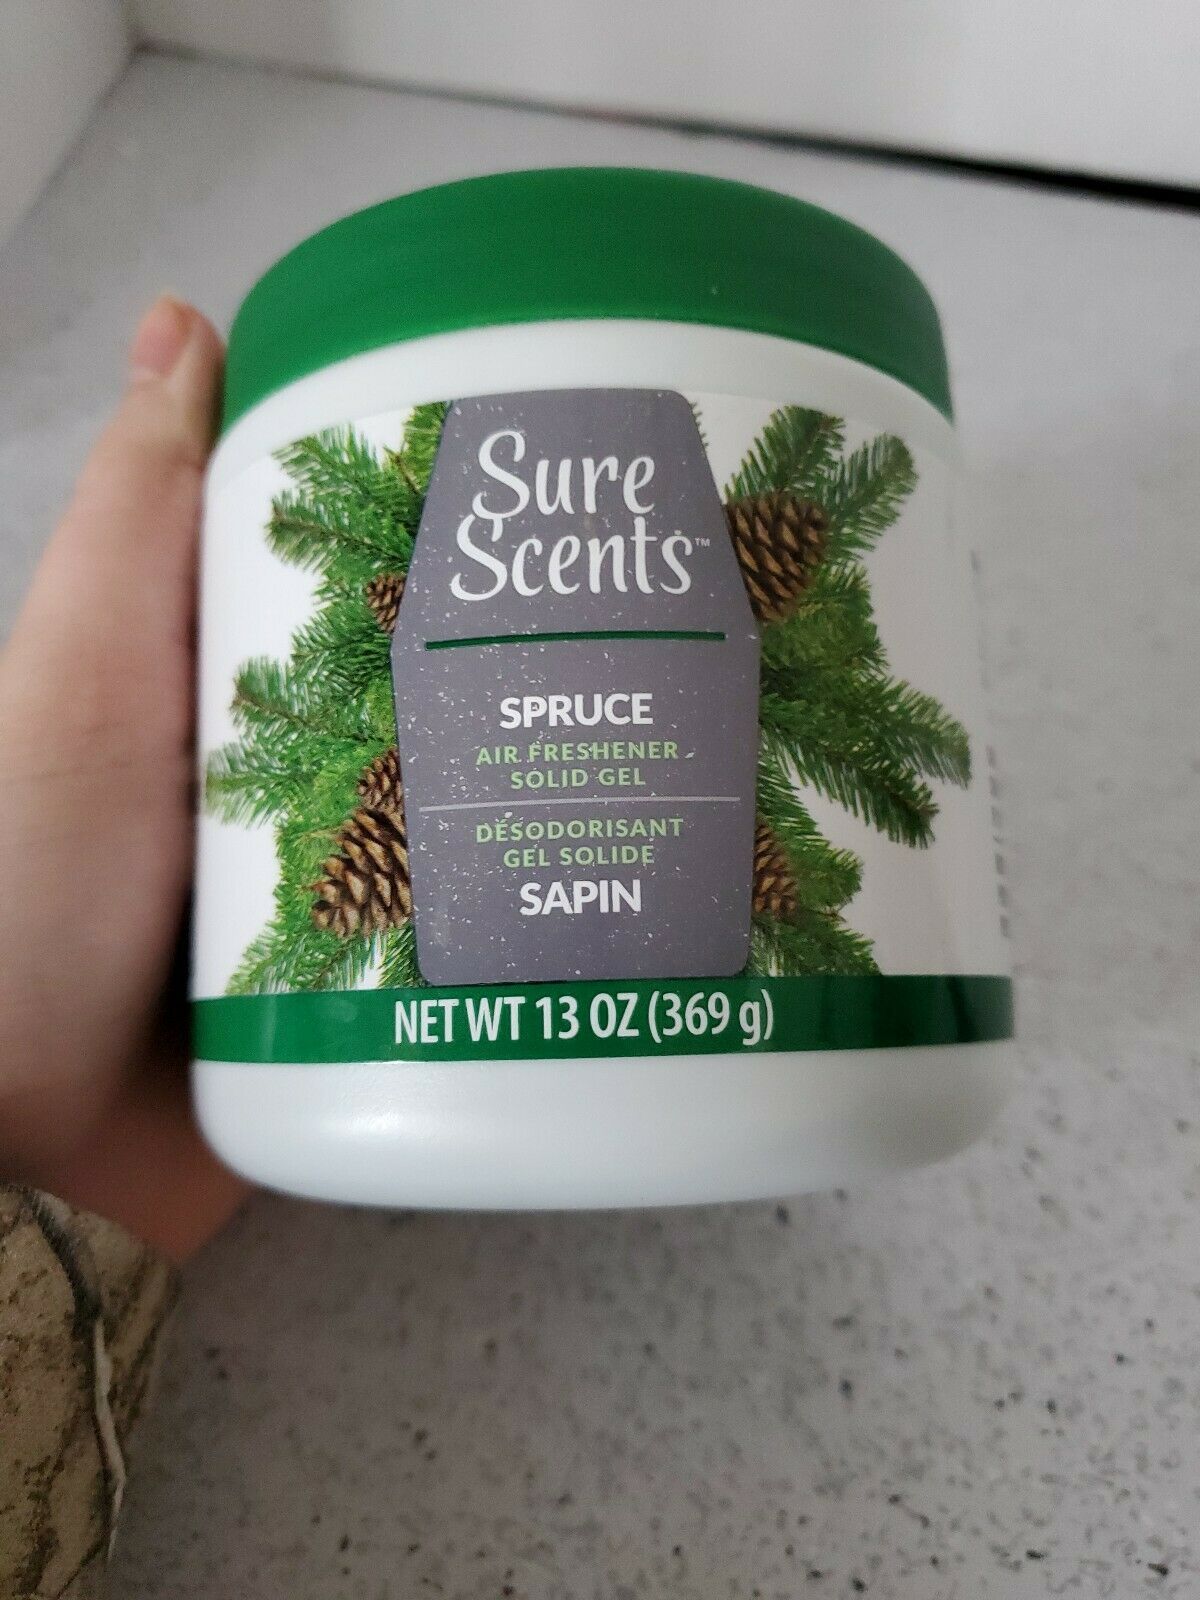 Sure
Scents™
SPRUCE
AIR FRESHENER
SOLID GEL
DÉSODORISANT
GEL SOLIDE
SAPIN
NET WT 13 OZ (369 g)